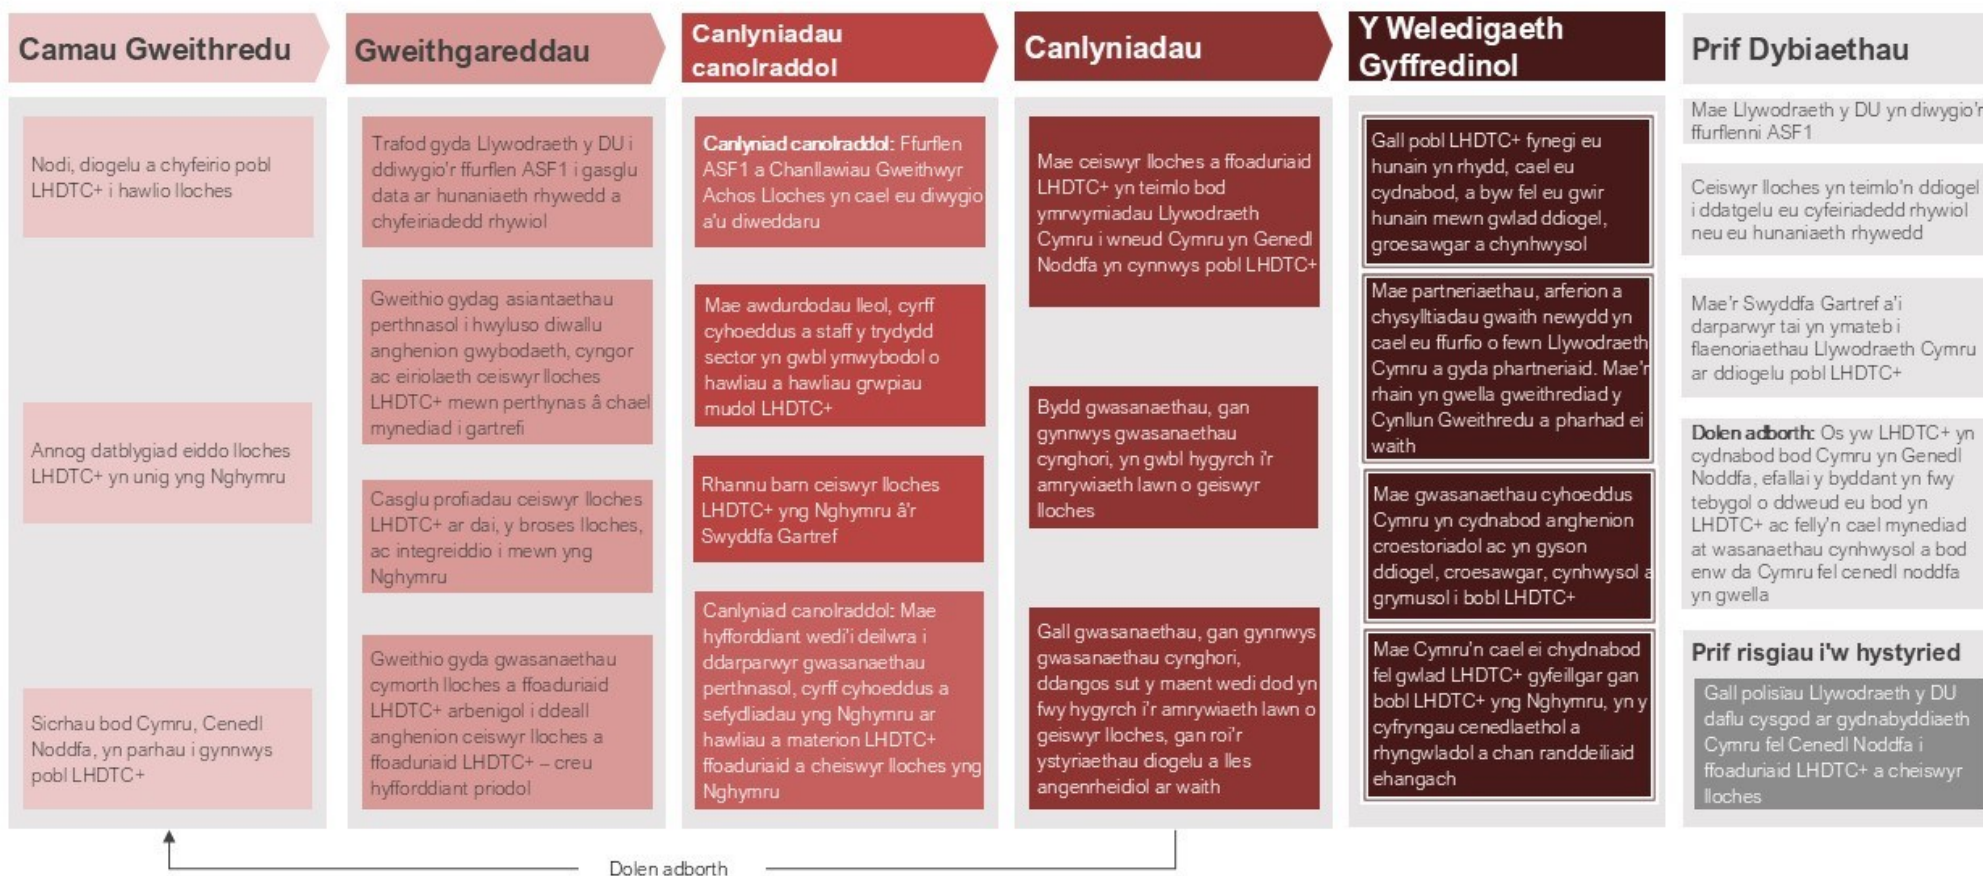 Camau Gweithredu
Nodi, diogelu a chyfeirio pobl
LHDTC+ i hawlio lloches
Annog datblygiad eiddo lloches
LHDTC+ yn unig yng Nghymru
Sicrhau bod Cymru, Cenedl
Noddfa, yn parhau i gynnwys
pobl LHDTC+
Gweithgareddau
Trafod gyda Llywodraeth y DU i
ddiwygio'r ffurflen ASF1 i gasglu
data ar hunaniaeth rhywedd a
chyfeiriadedd rhywiol
Gweithio gydag asiantaethau
perthnasol i hwyluso diwallu
anghenion gwybodaeth, cyngor
ac eiriolaeth ceiswyr lloches
LHDTC+ mewn perthynas â chael
mynediad i gartrefi
Casglu profiadau ceiswyr lloches
LHDTC+ ar dai, y broses lloches,
ac integreiddio i mewn yng
Nghymru
Gweithio gyda gwasanaethau
cymorth lloches a ffoaduriaid
LHDTC+ arbenigol i ddeall
anghenion ceiswyr lloches a
ffoaduriaid LHDTC+ – creu
hyfforddiant priodol
Canlyniadau
canolraddol
Canlyniad canolraddol: Ffurflen
ASF1 a Chanllawiau Gweithwyr
Achos Lloches yn cael eu diwygio
a'u diweddaru
Mae awdurdodau lleol, cyrff
cyhoeddus a staff y trydydd
sector yn gwbl ymwybodol o
hawliau a hawliau grwpiau
mudol LHDTC+
Rhannu barn ceiswyr lloches
LHDTC+ yng Nghymru â'r
Swyddfa Gartref
Canlyniad canolraddol: Mae
hyfforddiant wedi'i deilwra i
ddarparwyr gwasanaethau
perthnasol, cyrff cyhoeddus a
sefydliadau yng Nghymru ar
hawliau a materion LHDTC+
ffoaduriaid a cheiswyr lloches yng
Nghymru
Canlyniadau
Mae ceiswyr lloches a ffoaduriaid
LHDTC+ yn teimlo bod
ymrwymiadau Llywodraeth
Cymru i wneud Cymru yn Genedl
Noddfa yn cynnwys pobl LHDTC+
Bydd gwasanaethau, gan
gynnwys gwasanaethau
cynghori, yn gwbl hygyrch i'r
amrywiaeth lawn o geiswyr
lloches
Gall gwasanaethau, gan gynnwys
gwasanaethau cynghori,
ddangos sut y maent wedi dod yn
fwy hygyrch i'r amrywiaeth lawn o
geiswyr lloches, gan roi'r
ystyriaethau diogelu a lles
angenrheidiol ar waith
Y Weledigaeth
Gyffredinol
Gall pobl LHDTC+ fynegi eu
hunain yn rhydd, cael eu
cydnabod, a byw fel eu gwir
hunain mewn gwlad ddiogel,
groesawgar a chynhwysol
Mae partneriaethau, arferion a
chysylltiadau gwaith newydd yn
cael eu ffurfio o fewn Llywodraeth
Cymru a gyda phartneriaid. Mae'r
rhain yn gwella gweithrediad y
Cynllun Gweithredu a pharhad ei
waith
Mae gwasanaethau cyhoeddus
Cymru yn cydnabod anghenion
croestoriadol ac yn gyson
ddiogel, croesawgar, cynhwysol a
grymusol i bobl LHDTC+
Mae Cymru'n cael ei chydnabod
fel gwlad LHDTC+ gyfeillgar gan
bobl LHDTC+ yng Nghymru, yn y
cyfryngau cenedlaethol a
rhyngwladol a chan randdeiliaid
ehangach
Prif Dybiaethau
Mae Llywodraeth y DU yn diwygio'r
ffurflenni ASF1
Ceiswyr lloches yn teimlo'n ddiogel
i ddatgelu eu cyfeiriadedd rhywiol
neu eu hunaniaeth rhywedd
Mae'r Swyddfa Gartref a'i
darparwyr tai yn ymateb i
flaenoriaethau Llywodraeth Cymru
ar ddiogelu pobl LHDTC+
Dolen adborth: Os yw LHDTC+ yn
cydnabod bod Cymru yn Genedl
Noddfa, efallai y byddant yn fwy
tebygol o ddweud eu bod yn
LHDTC+ ac felly'n cael mynediad
at wasanaethau cynhwysol a bod
enw da Cymru fel cenedl noddfa
yn gwella
Prif risgiau i'w hystyried
Gall polisïau Llywodraeth y DU
daflu cysgod ar gydnabyddiaeth
Cymru fel Cenedl Noddfa i
ffoaduriaid LHDTC+ a cheiswyr
lloches
Dolen adborth